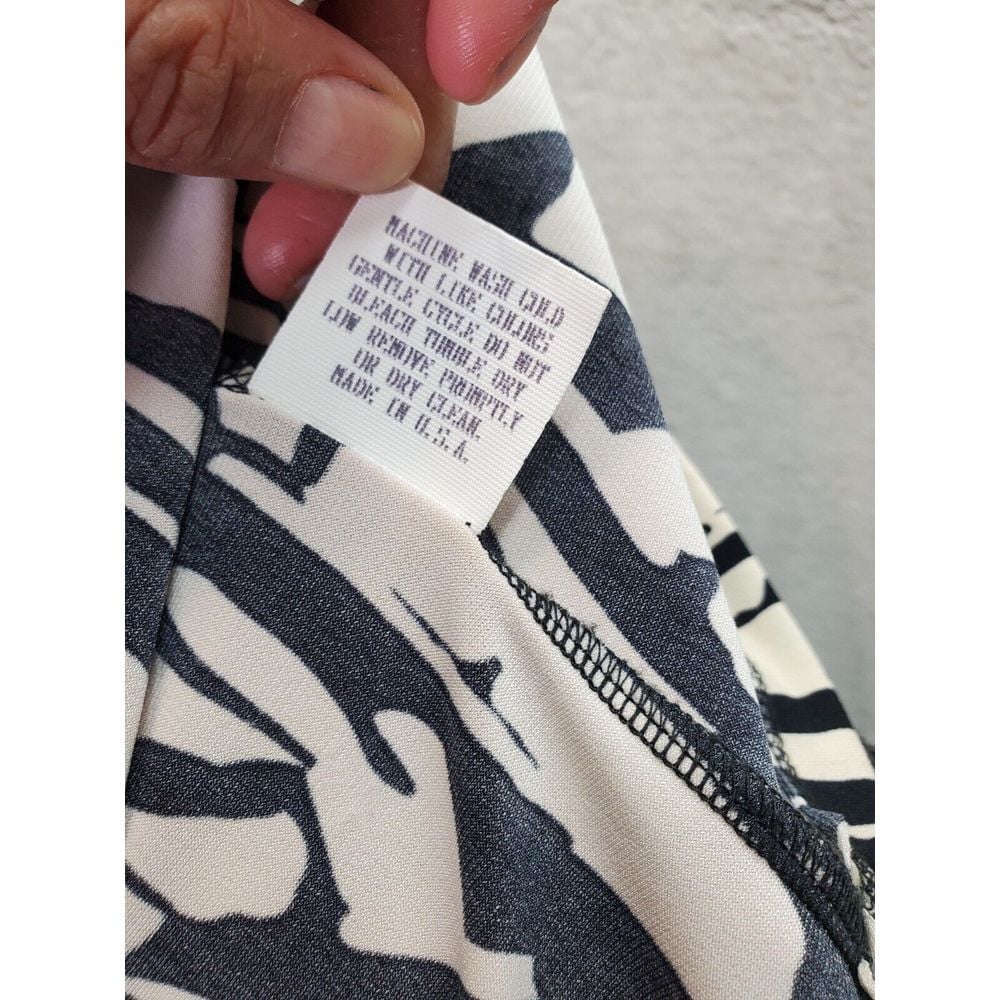 MACHINE WASH COLD
WITH LIKE COLORS
GENTLE CYCLE DO NOT
BLEACH TUMBLE DRY
LOW REMOVE PROMPTLY
OR DRY CLEAN.
MADE IN U.S.A.